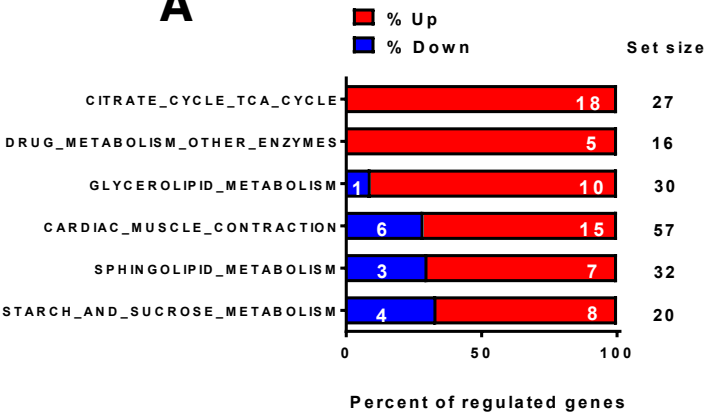 A
% Up
% Down
Set size
CITRATE_CYCLE_TCA_CYCLE 18 27
DRUG_METABOLISM_OTHER_ENZYMES 5 16
GLYCEROLIPID_METABOLISM 1 10 30
CARDIAC_MUSCLE_CONTRACTION 6 15 57
SPHINGOLIPID_METABOLISM 3 7 32
STARCH_AND_SUCROSE_METABOLISM 4 8 20
0 50 100
Percent of regulated genes